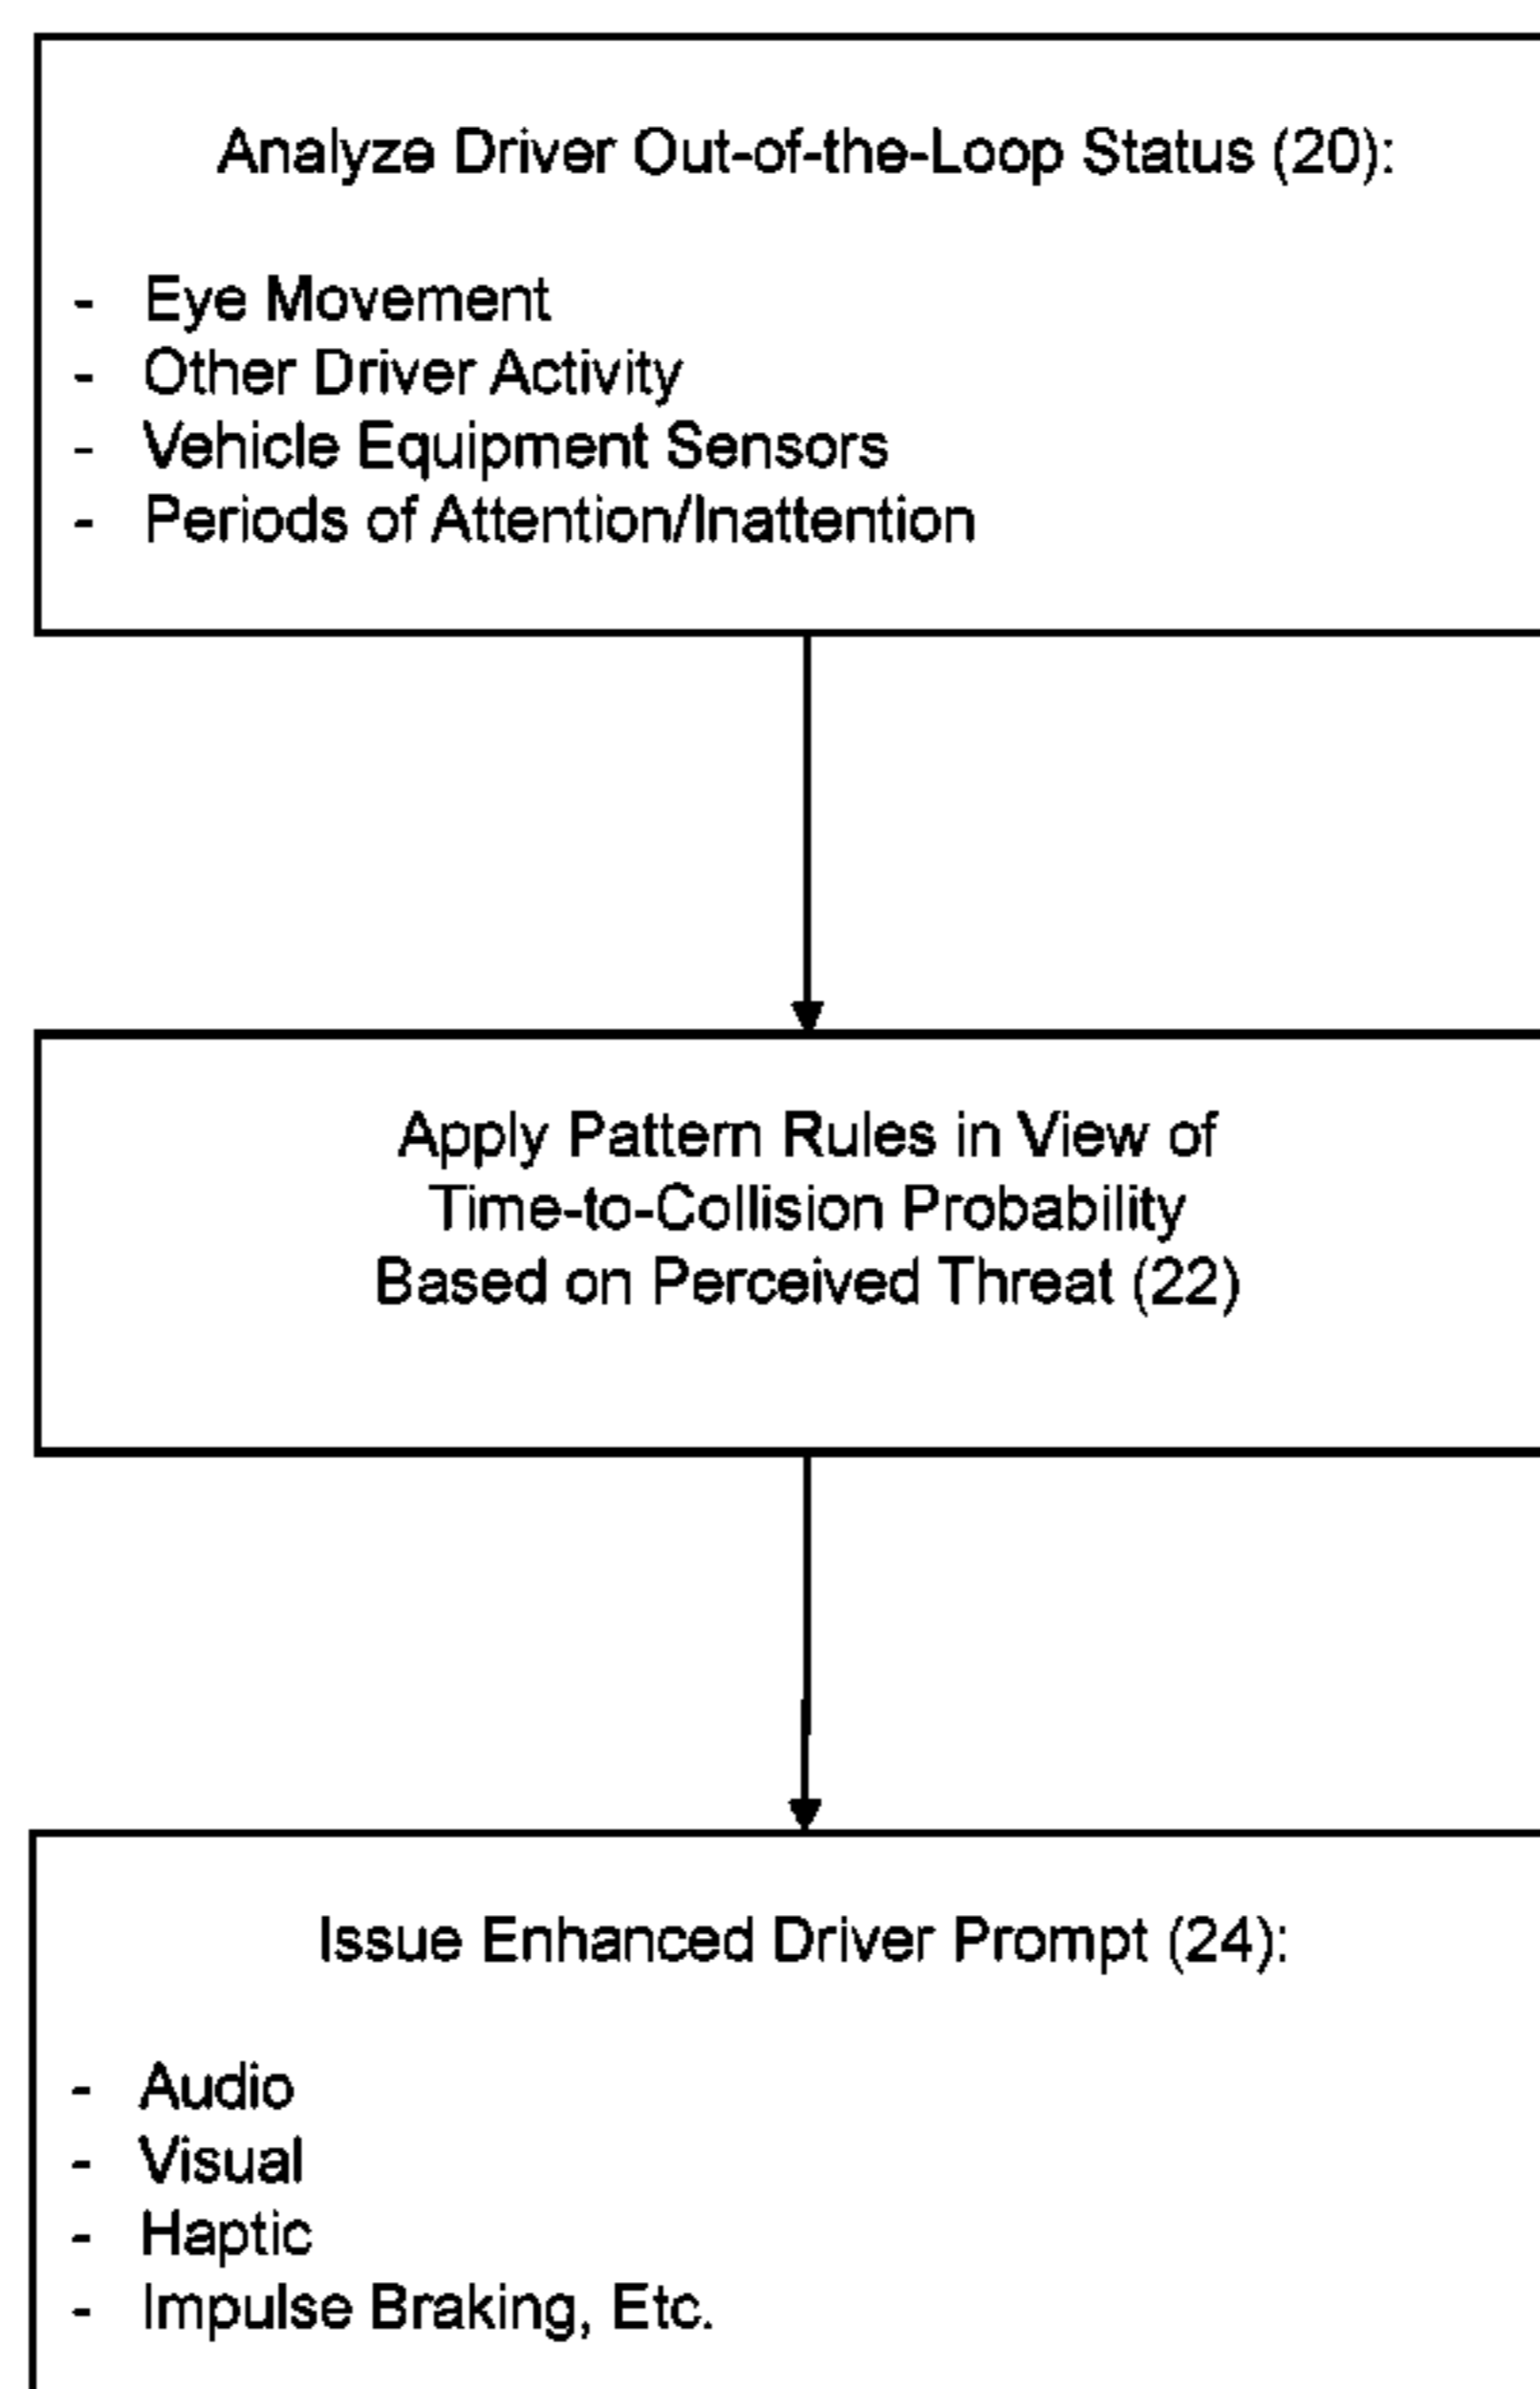 Analyze Driver Out-of-the-Loop Status (20):
- Eye Movement
- Other Driver Activity
- Vehicle Equipment Sensors
- Periods of Attention/Inattention
Apply Pattern Rules in View of
Time-to-Collision Probability
Based on Perceived Threat (22)
Issue Enhanced Driver Prompt (24):
- Audio
- Visual
- Haptic
- Impulse Braking, Etc.